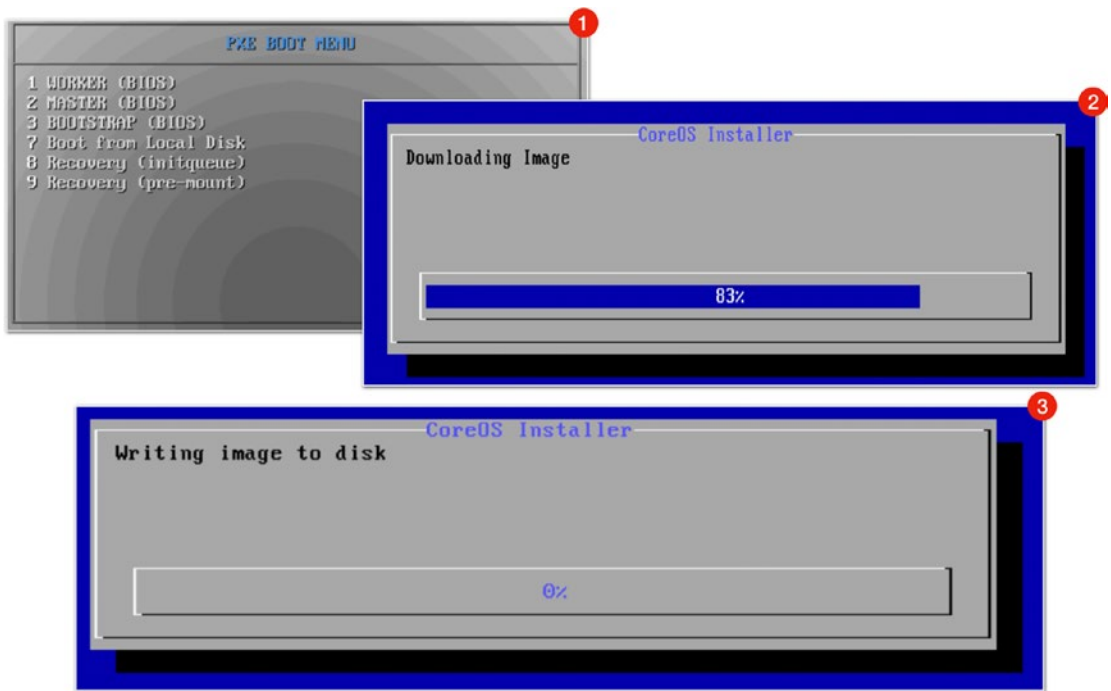 1
PXE BOOT MENU
1 WORKER (BIOS)
2 MASTER (BIOS)
3 BOOTSTRAP (BIOS)
7 Boot from Local Disk
8 Recovery (initqueue)
9 Recovery (pre-mount)
2
CoreOS Installer
Downloading Image
83%
3
CoreOS Installer
Writing image to disk
0%